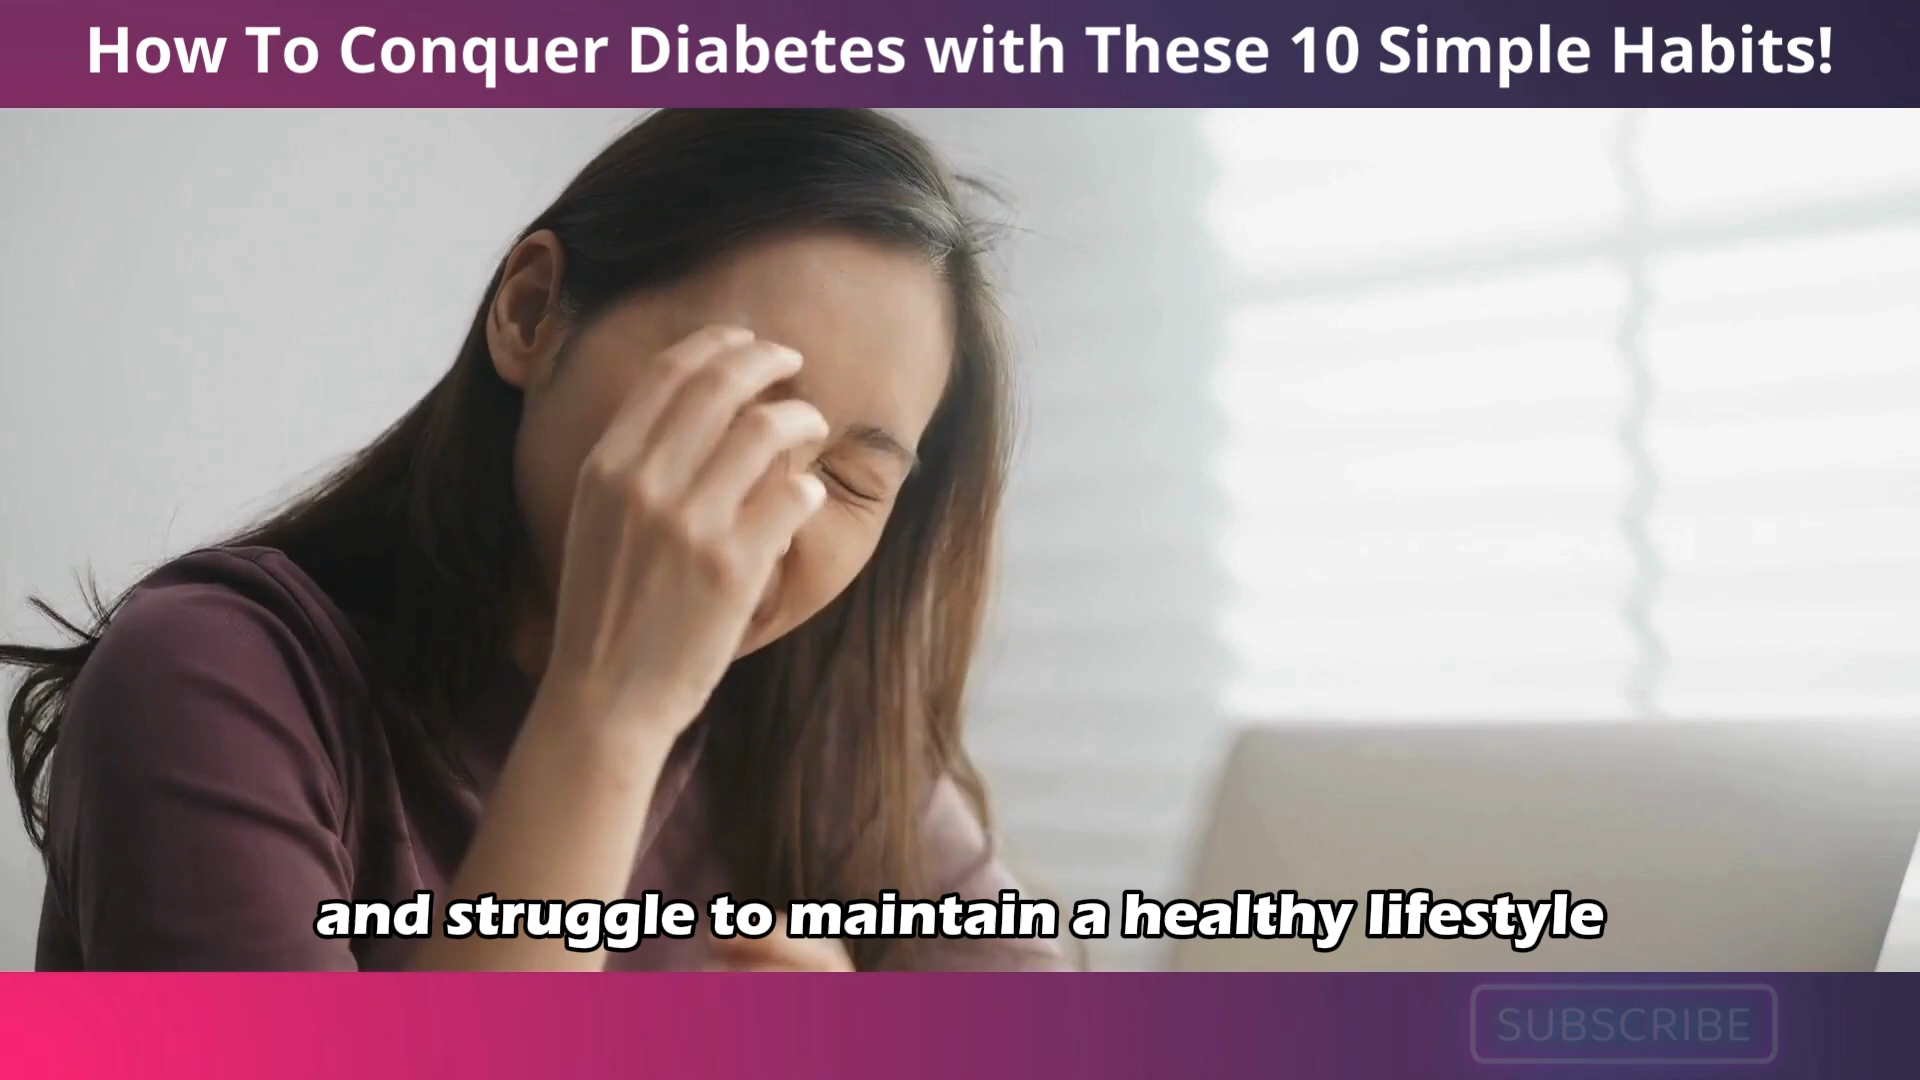 How To Conquer Diabetes with These 10 Simple Habits!
and struggle to maintain a healthy lifestyle
SUBSCRIBE